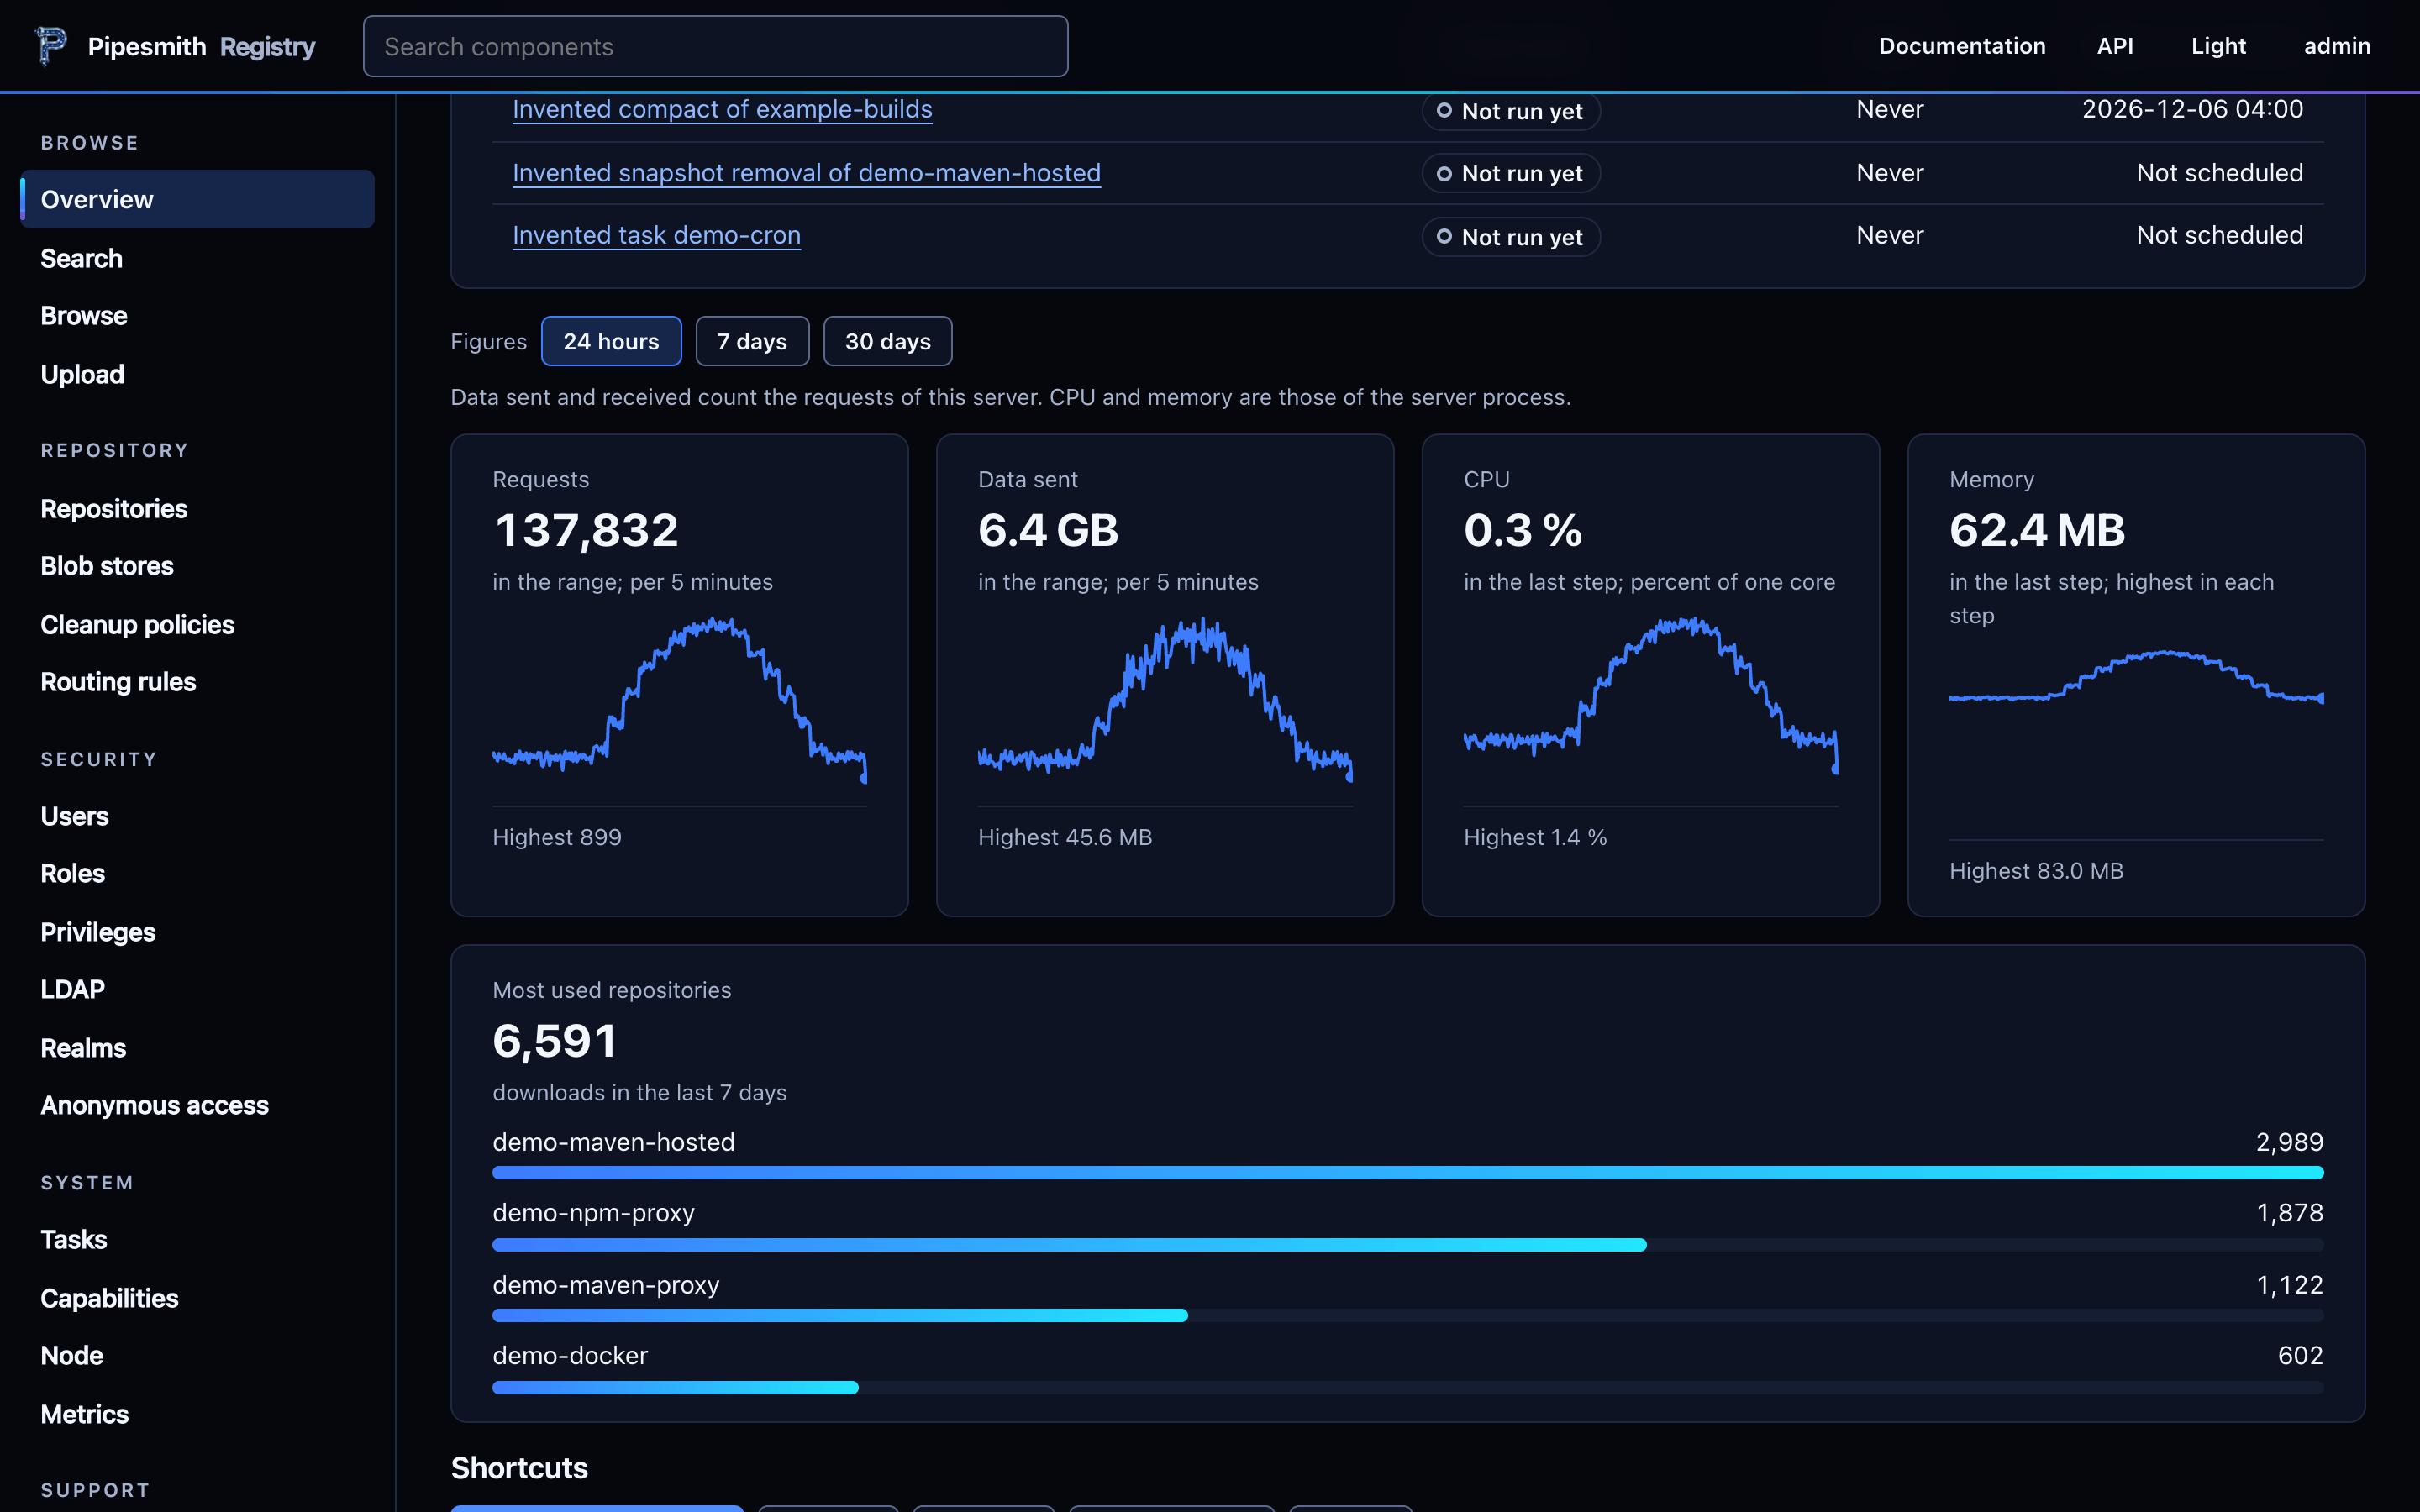 Pipesmith Registry
Search components
Documentation
API
Light
admin
BROWSE
Overview
Search
Browse
Upload
REPOSITORY
Repositories
Blob stores
Cleanup policies
Routing rules
SECURITY
Users
Roles
Privileges
LDAP
Realms
Anonymous access
SYSTEM
Tasks
Capabilities
Node
Metrics
SUPPORT
Invented compact of example-builds Not run yet Never 2026-12-06 04:00
Invented snapshot removal of demo-maven-hosted Not run yet Never Not scheduled
Invented task demo-cron Not run yet Never Not scheduled
Figures 24 hours 7 days 30 days
Data sent and received count the requests of this server. CPU and memory are those of the server process.
Requests
137,832
in the range; per 5 minutes
Highest 899
Data sent
6.4 GB
in the range; per 5 minutes
Highest 45.6 MB
CPU
0.3 %
in the last step; percent of one core
Highest 1.4 %
Memory
62.4 MB
in the last step; highest in each
step
Highest 83.0 MB
Most used repositories
6,591
downloads in the last 7 days
demo-maven-hosted 2,989
demo-npm-proxy 1,878
demo-maven-proxy 1,122
demo-docker 602
Shortcuts